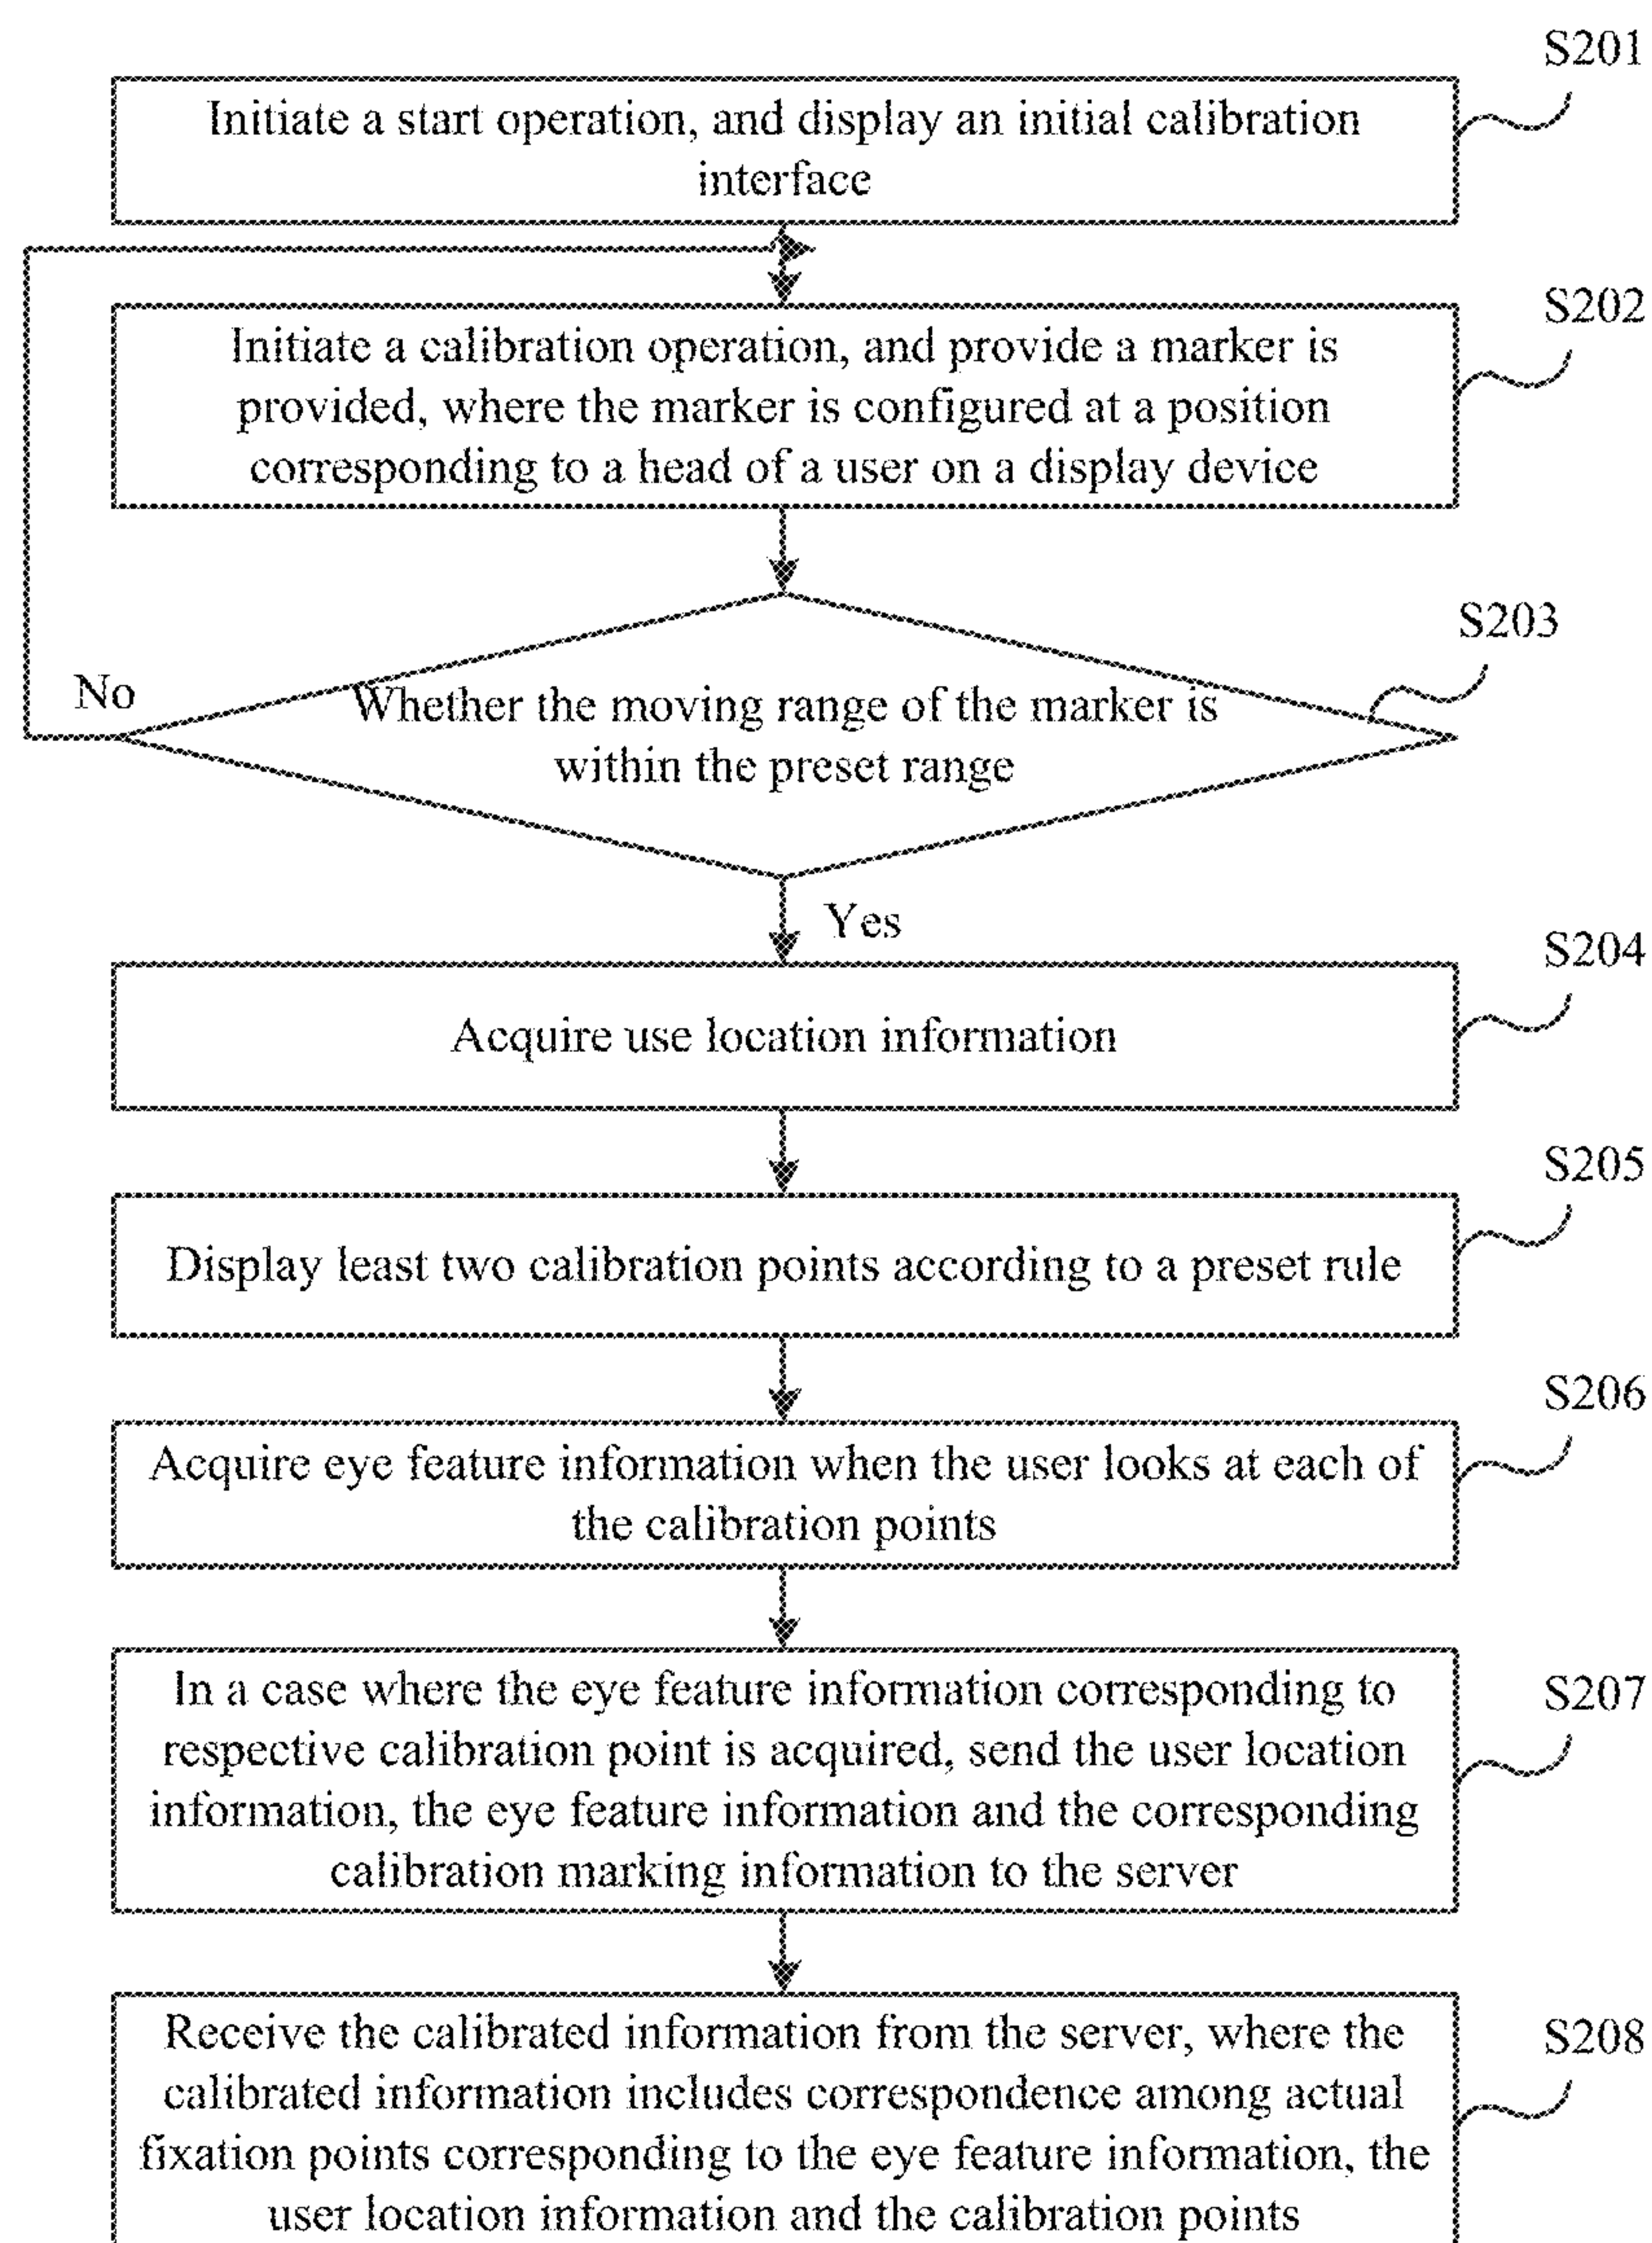 S201
Initiate a start operation, and display an initial calibration
interface
S202
Initiate a calibration operation, and provide a marker is
provided, where the marker is configured at a position
corresponding to a head of a user on a display device
S203
No
Whether the moving range of the marker is
within the preset range
Yes
S204
Acquire use location information
S205
Display least two calibration points according to a preset rule
S206
Acquire eye feature information when the user looks at each of
the calibration points
S207
In a case where the eye feature information corresponding to
respective calibration point is acquired, send the user location
information, the eye feature information and the corresponding
calibration marking information to the server
S208
Receive the calibrated information from the server, where the
calibrated information includes correspondence among actual
fixation points corresponding to the eye feature information, the
user location information and the calibration points